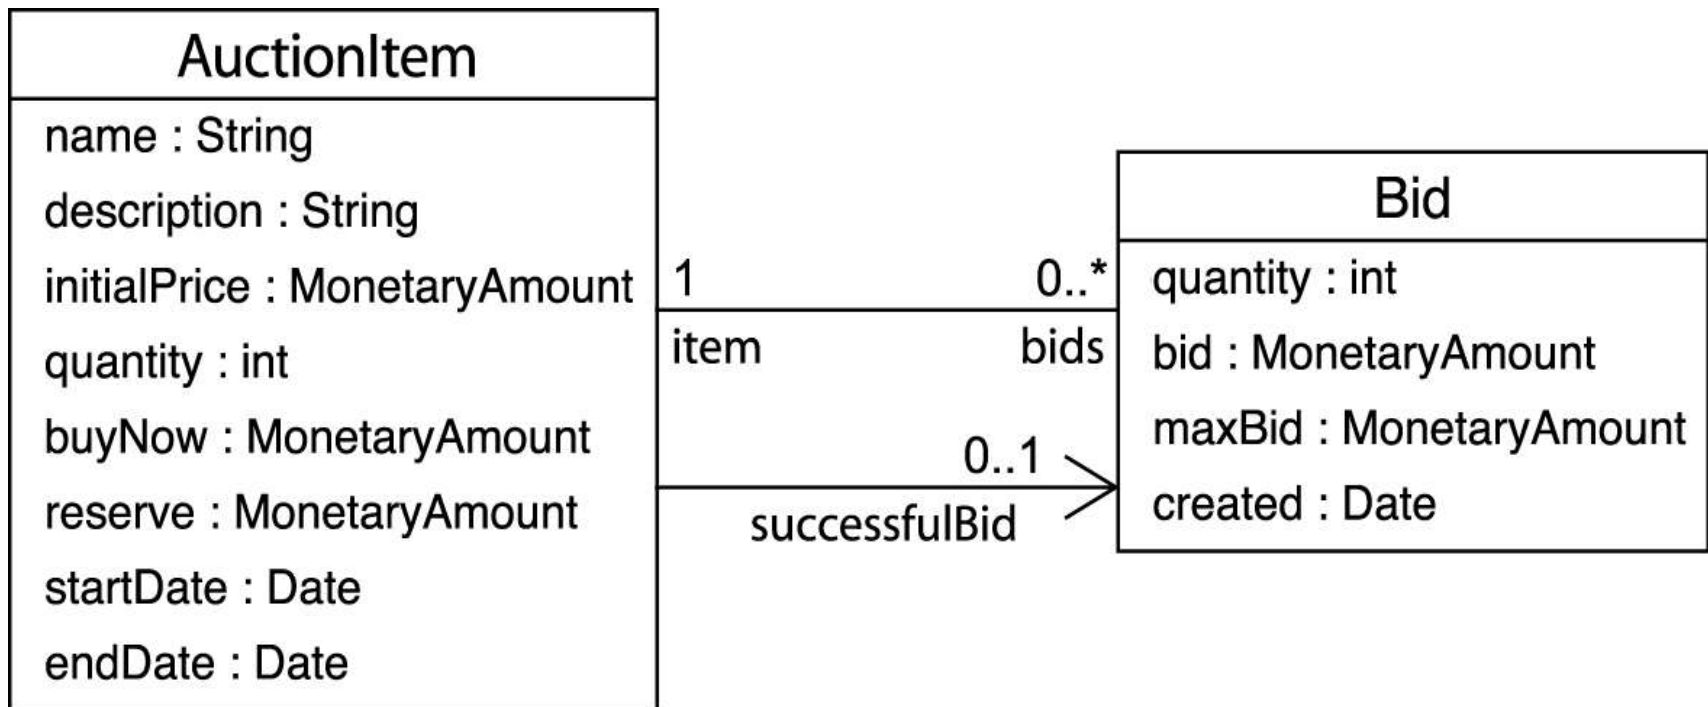 AuctionItem
name : String
description : String
initialPrice : MonetaryAmount
quantity : int
buyNow : MonetaryAmount
reserve : MonetaryAmount
startDate : Date
endDate : Date
1
0..*
item
bids
0..1
successfulBid
Bid
quantity : int
bid : MonetaryAmount
maxBid : MonetaryAmount
created : Date